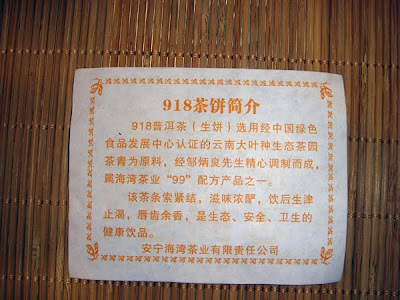 918茶饼简介
918普洱茶(生饼)选用经中国绿色
食品发展中心认证的云南大叶种生态茶园
茶青为原料,经邹炳良先生精心调制而成,
属海湾茶业“99”配方产品之一。
该茶条索紧结,滋味浓酽,饮后生津
止渴,唇齿余香,是生态、安全、卫生的
健康饮品。
安宁海湾茶业有限责任公司